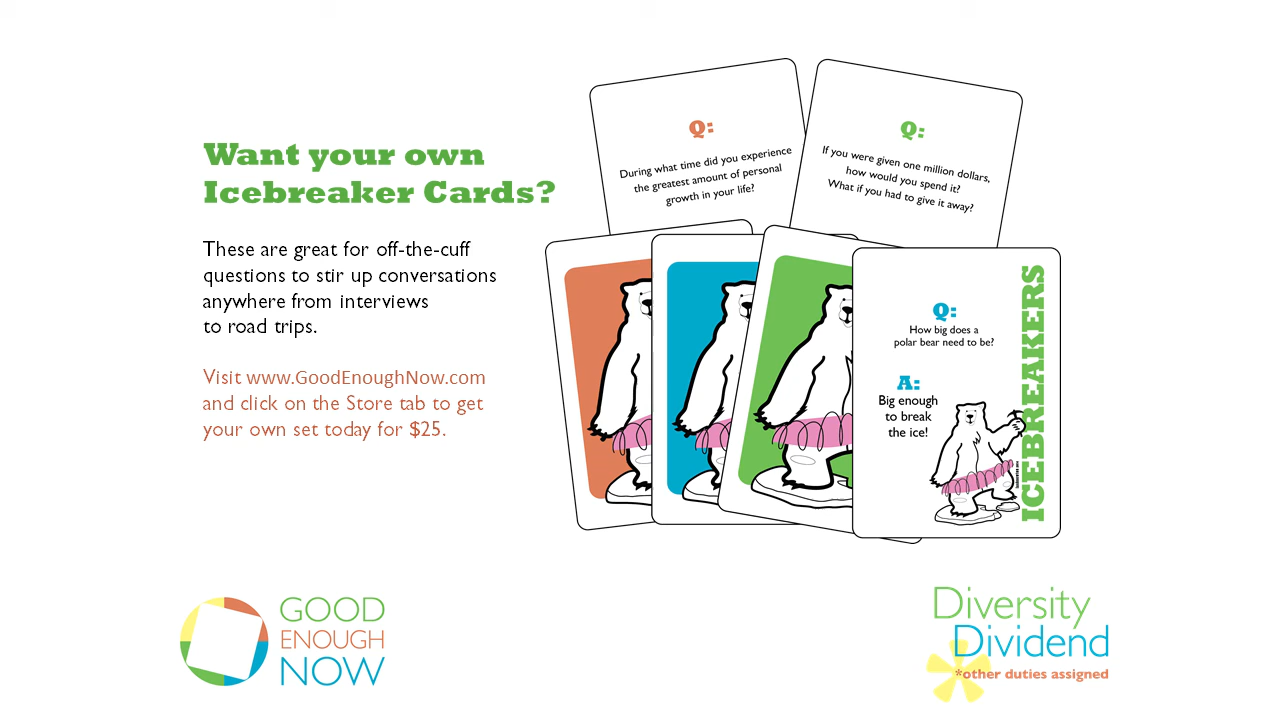 Want your own
Icebreaker Cards?
These are great for off-the-cuff
questions to stir up conversations
anywhere from interviews
to road trips.
Visit www.GoodEnoughNow.com
and click on the Store tab to get
your own set today for $25.
Q:
During what time did you experience
the greatest amount of personal
growth in your life?
Q:
If you were given one million dollars,
how would you spend it?
What if you had to give it away?
Q:
How big does a
polar bear need to be?
A:
Big enough
to break
the ice!
ICEBREAKERS
GOOD
ENOUGH
NOW
Diversity
Dividend
*other duties assigned